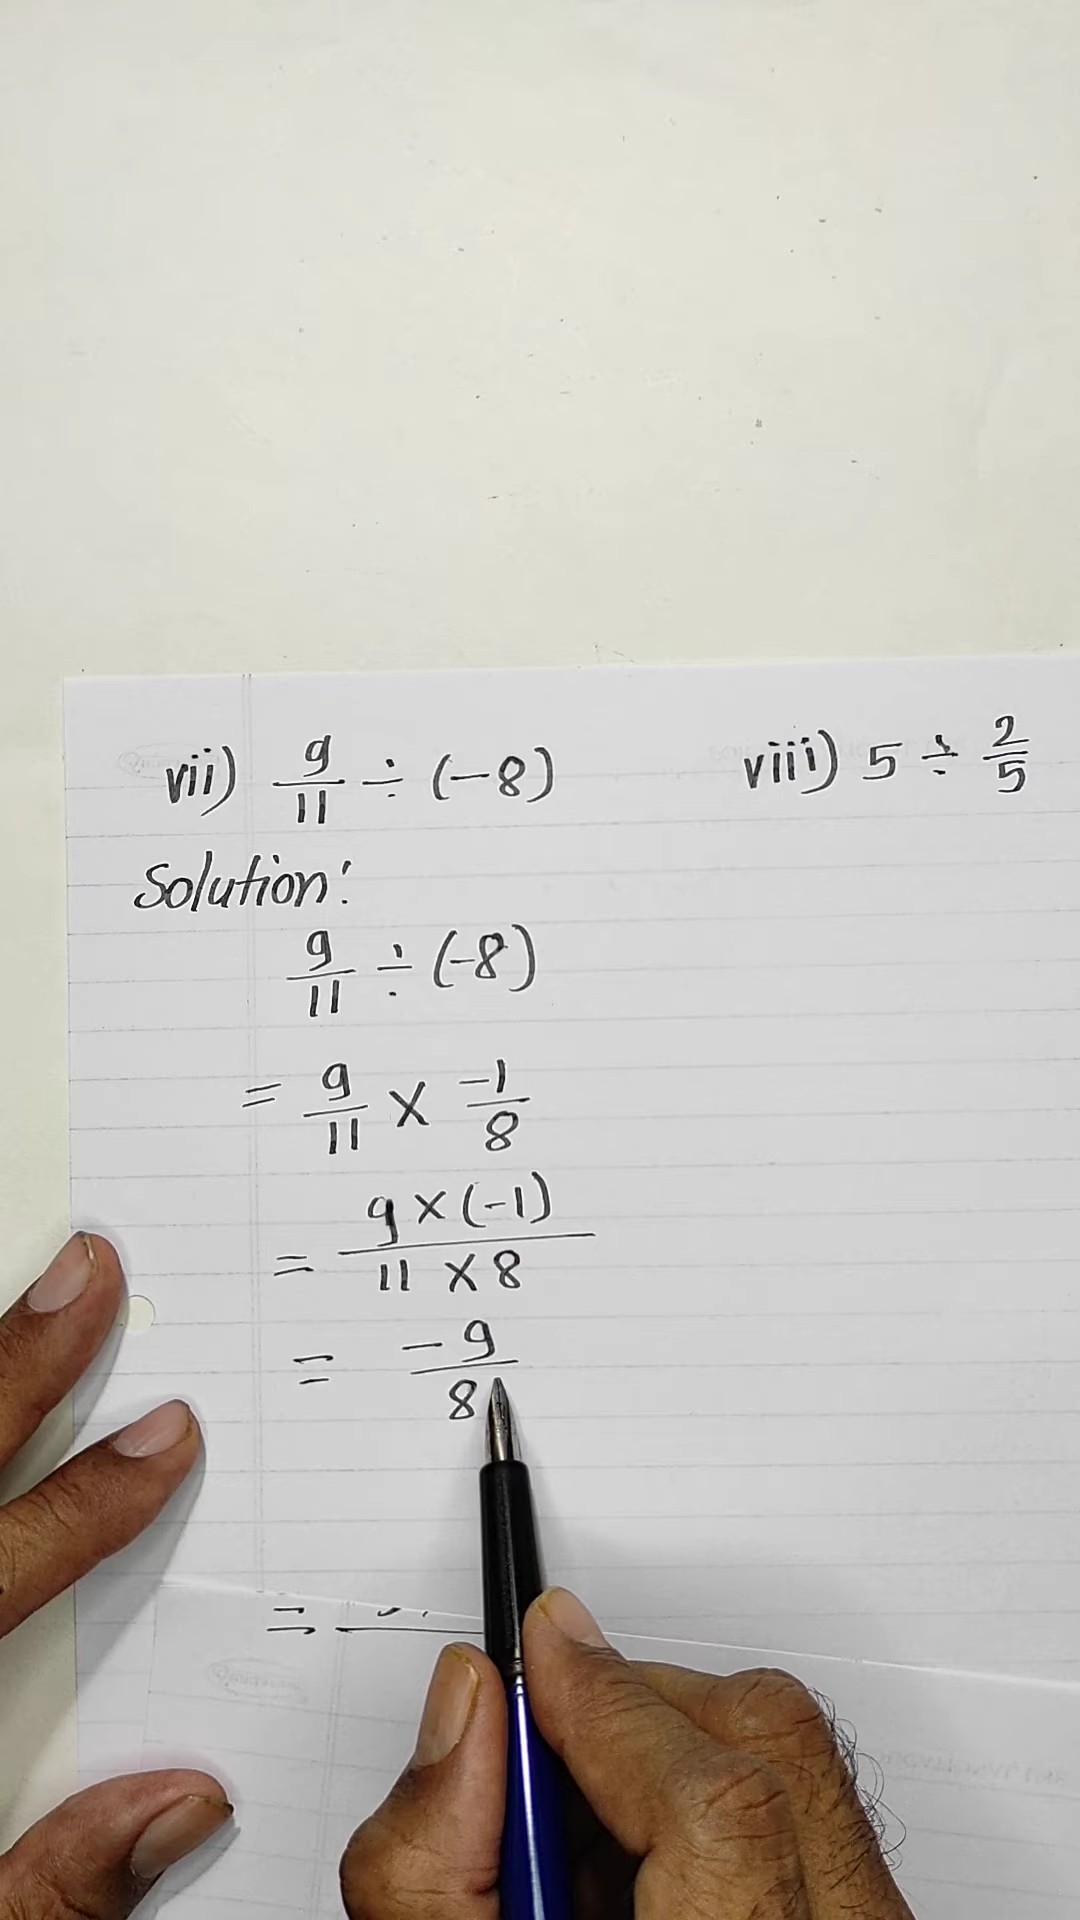 vii) 9/11 ÷ (-8) viii) 5 ÷ 2/5
Solution:
9/11 ÷ (-8)
= 9/11 × -1/8
= 9×(-1)/11 × 8
= -9/8
=